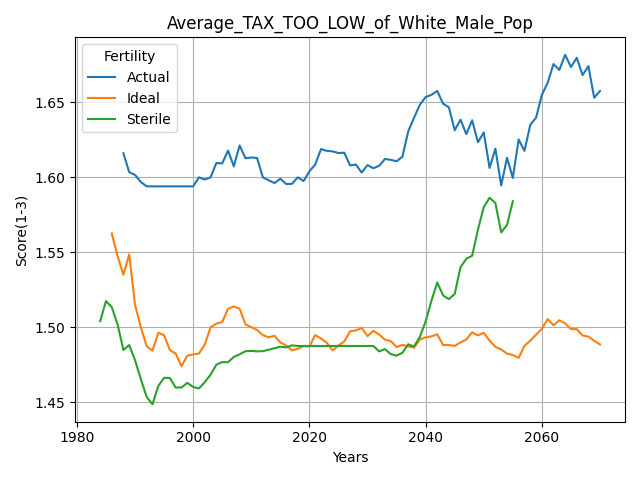 Average_TAX_TOO_LOW_of_White_Male_Pop
Fertility
Actual
Ideal
Sterile
Score(1-3)
1.65
1.60
1.55
1.50
1.45
1980
2000
2020
2040
2060
Years